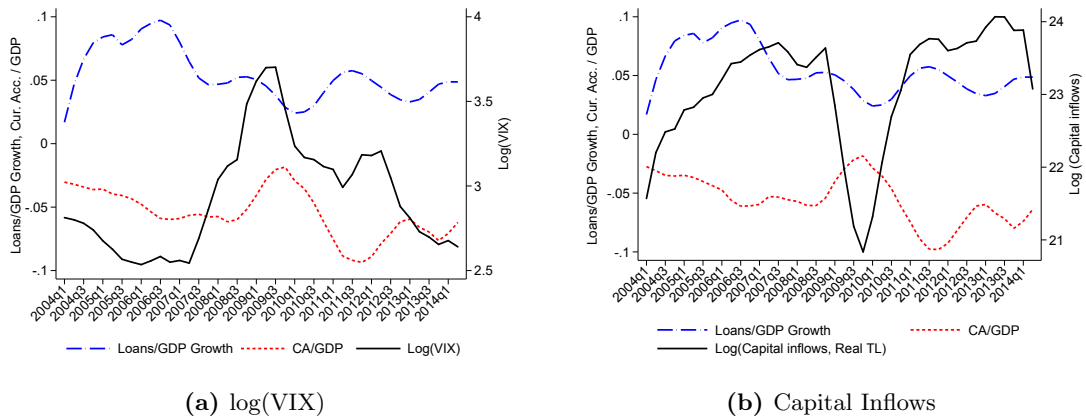 Loans/GDP Growth, Cur. Acc. / GDP
.1
.05
0
-.05
-.1
4
3.5
3
2.5
Log(VIX)
2004q1
2004q3
2005q1
2005q3
2006q1
2006q3
2007q1
2007q3
2008q1
2008q3
2009q1
2009q3
2010q1
2010q3
2011q1
2011q3
2012q1
2012q3
2013q1
2013q3
2014q1
Loans/GDP Growth CA/GDP Log(VIX)
(a) log(VIX)
Loans/GDP Growth, Cur. Acc. / GDP
.1
.05
0
-.05
-.1
24
23
22
21
Log (Capital inflows)
2004q1
2004q3
2005q1
2005q3
2006q1
2006q3
2007q1
2007q3
2008q1
2008q3
2009q1
2009q3
2010q1
2010q3
2011q1
2011q3
2012q1
2012q3
2013q1
2013q3
2014q1
Loans/GDP Growth CA/GDP
Log(Capital inflows, Real TL)
(b) Capital Inflows